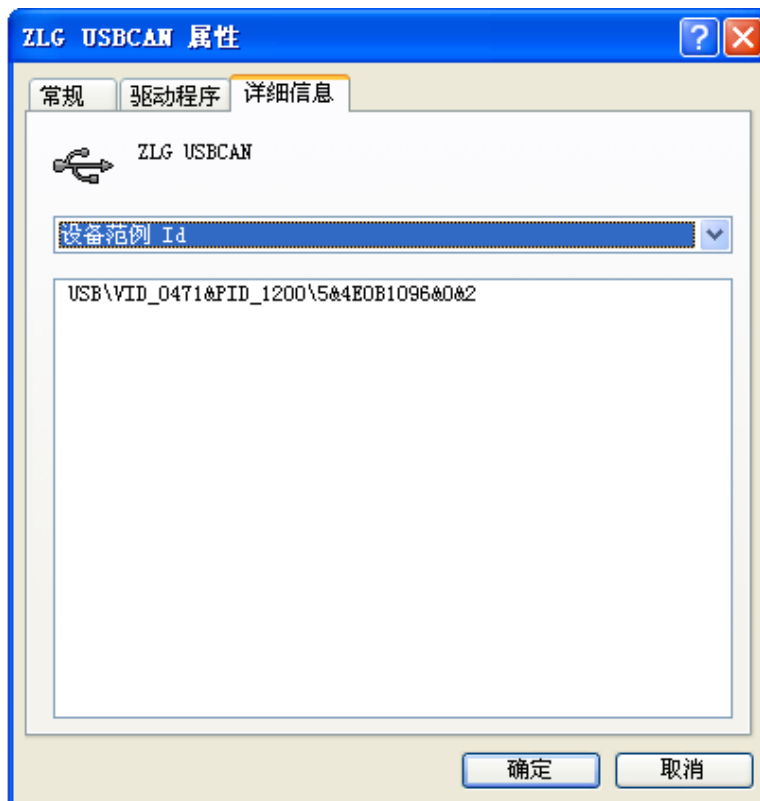 ZLG USBCAN 属性
常规 驱动程序 详细信息
ZLG USBCAN
设备范例 Id
USB\VID_0471&PID_1200\5&4E0B1096&0&2
确定 取消